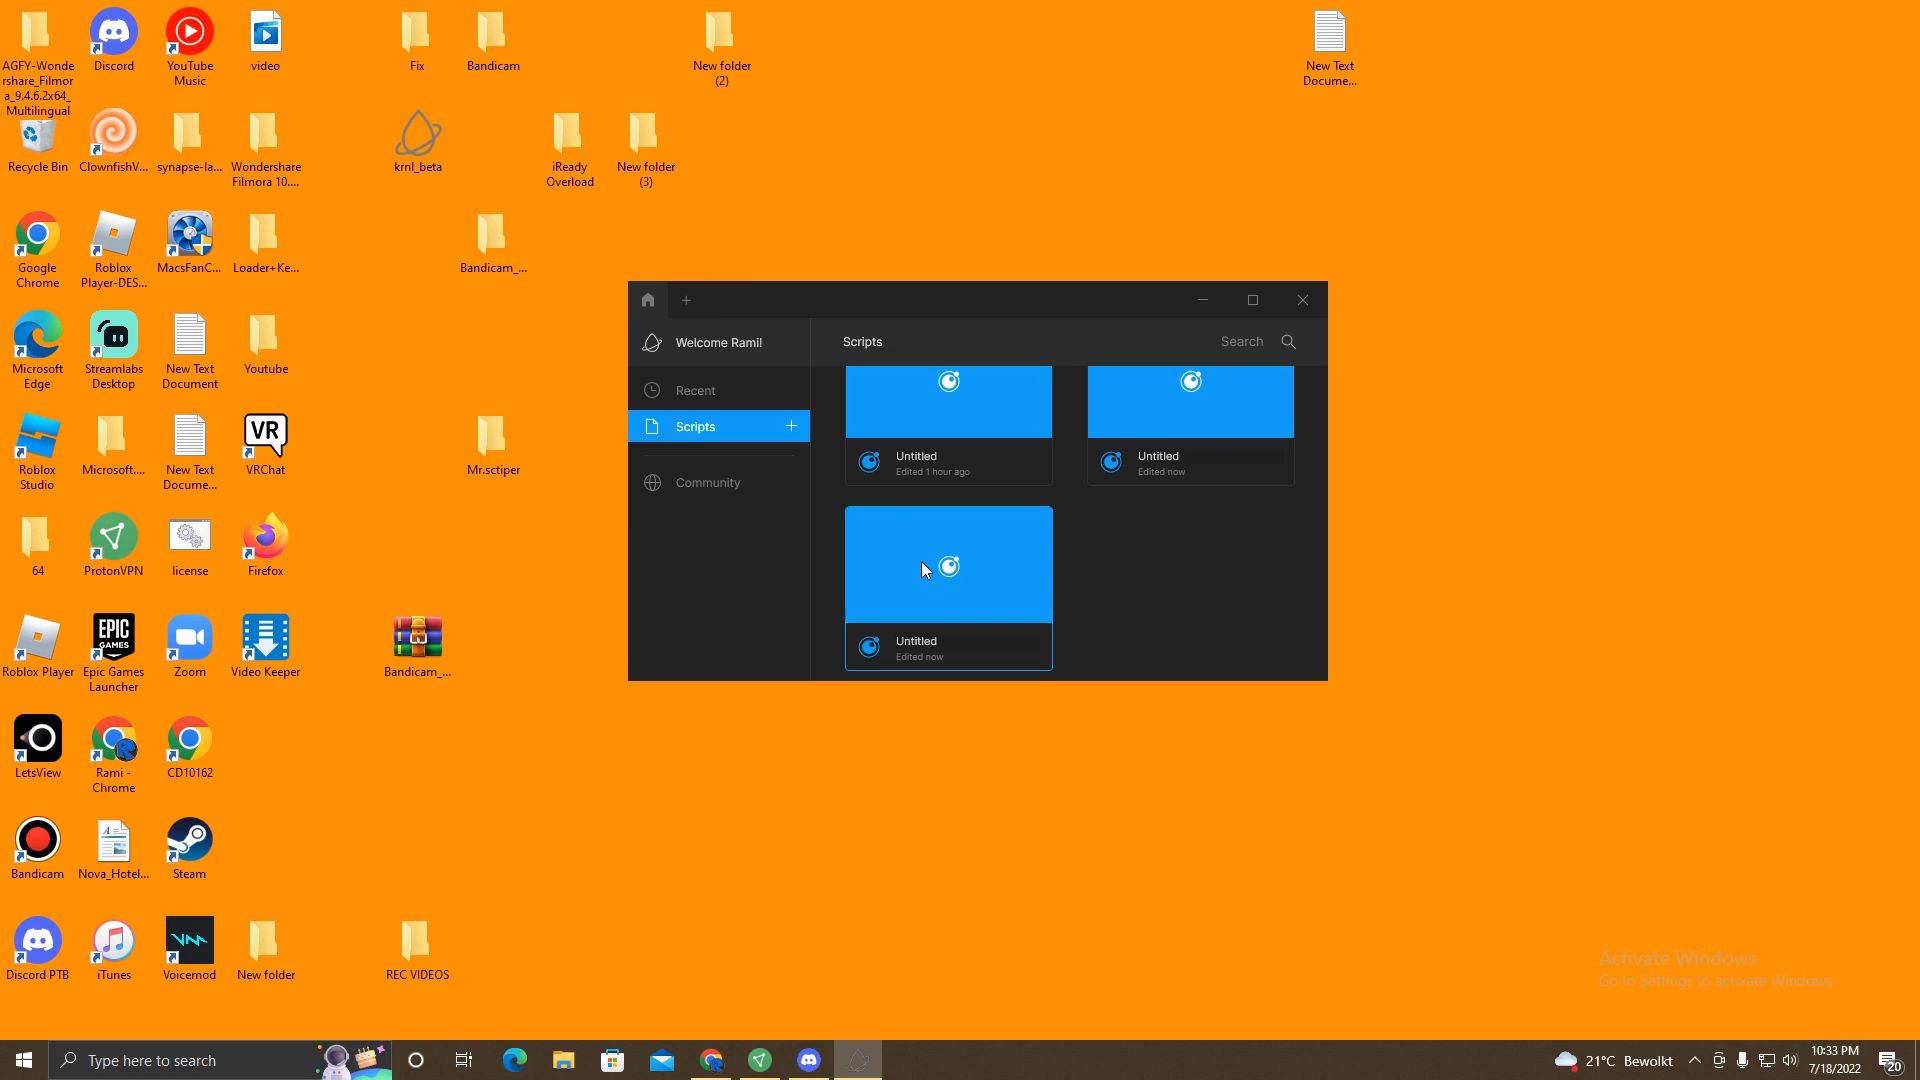 AGFY-Wonde
rshare_Filmor
a_9.4.6.2x64_
Multilingual
Discord
YouTube
Music
video
Fix
Bandicam
New folder
(2)
New Text
Docume...
Recycle Bin
ClownfishV...
synapse-la...
Wondershare
Filmora 10....
krnl_beta
iReady
Overload
New folder
(3)
Google
Chrome
Roblox
Player-DES...
MacsFanC...
Loader+Ke...
Bandicam_...
Microsoft
Edge
Streamlabs
Desktop
New Text
Document
Youtube
Roblox
Studio
Microsoft....
New Text
Docume...
VR
VRChat
Mr.sctiper
64
ProtonVPN
license
Firefox
Roblox Player
EPIC
GAMES
Epic Games
Launcher
Zoom
Video Keeper
Bandicam_...
LetsView
Rami -
Chrome
CD10162
Bandicam
Nova_Hotel...
Steam
Discord PTB
iTunes
Voicemod
New folder
REC VIDEOS
Welcome Rami!
Scripts
Search
Recent
Scripts
Community
Untitled
Edited 1 hour ago
Untitled
Edited now
Untitled
Edited now
Activate Windows
Go to Settings to activate Windows.
Type here to search
21°C Bewolkt
10:33 PM
7/18/2022
20